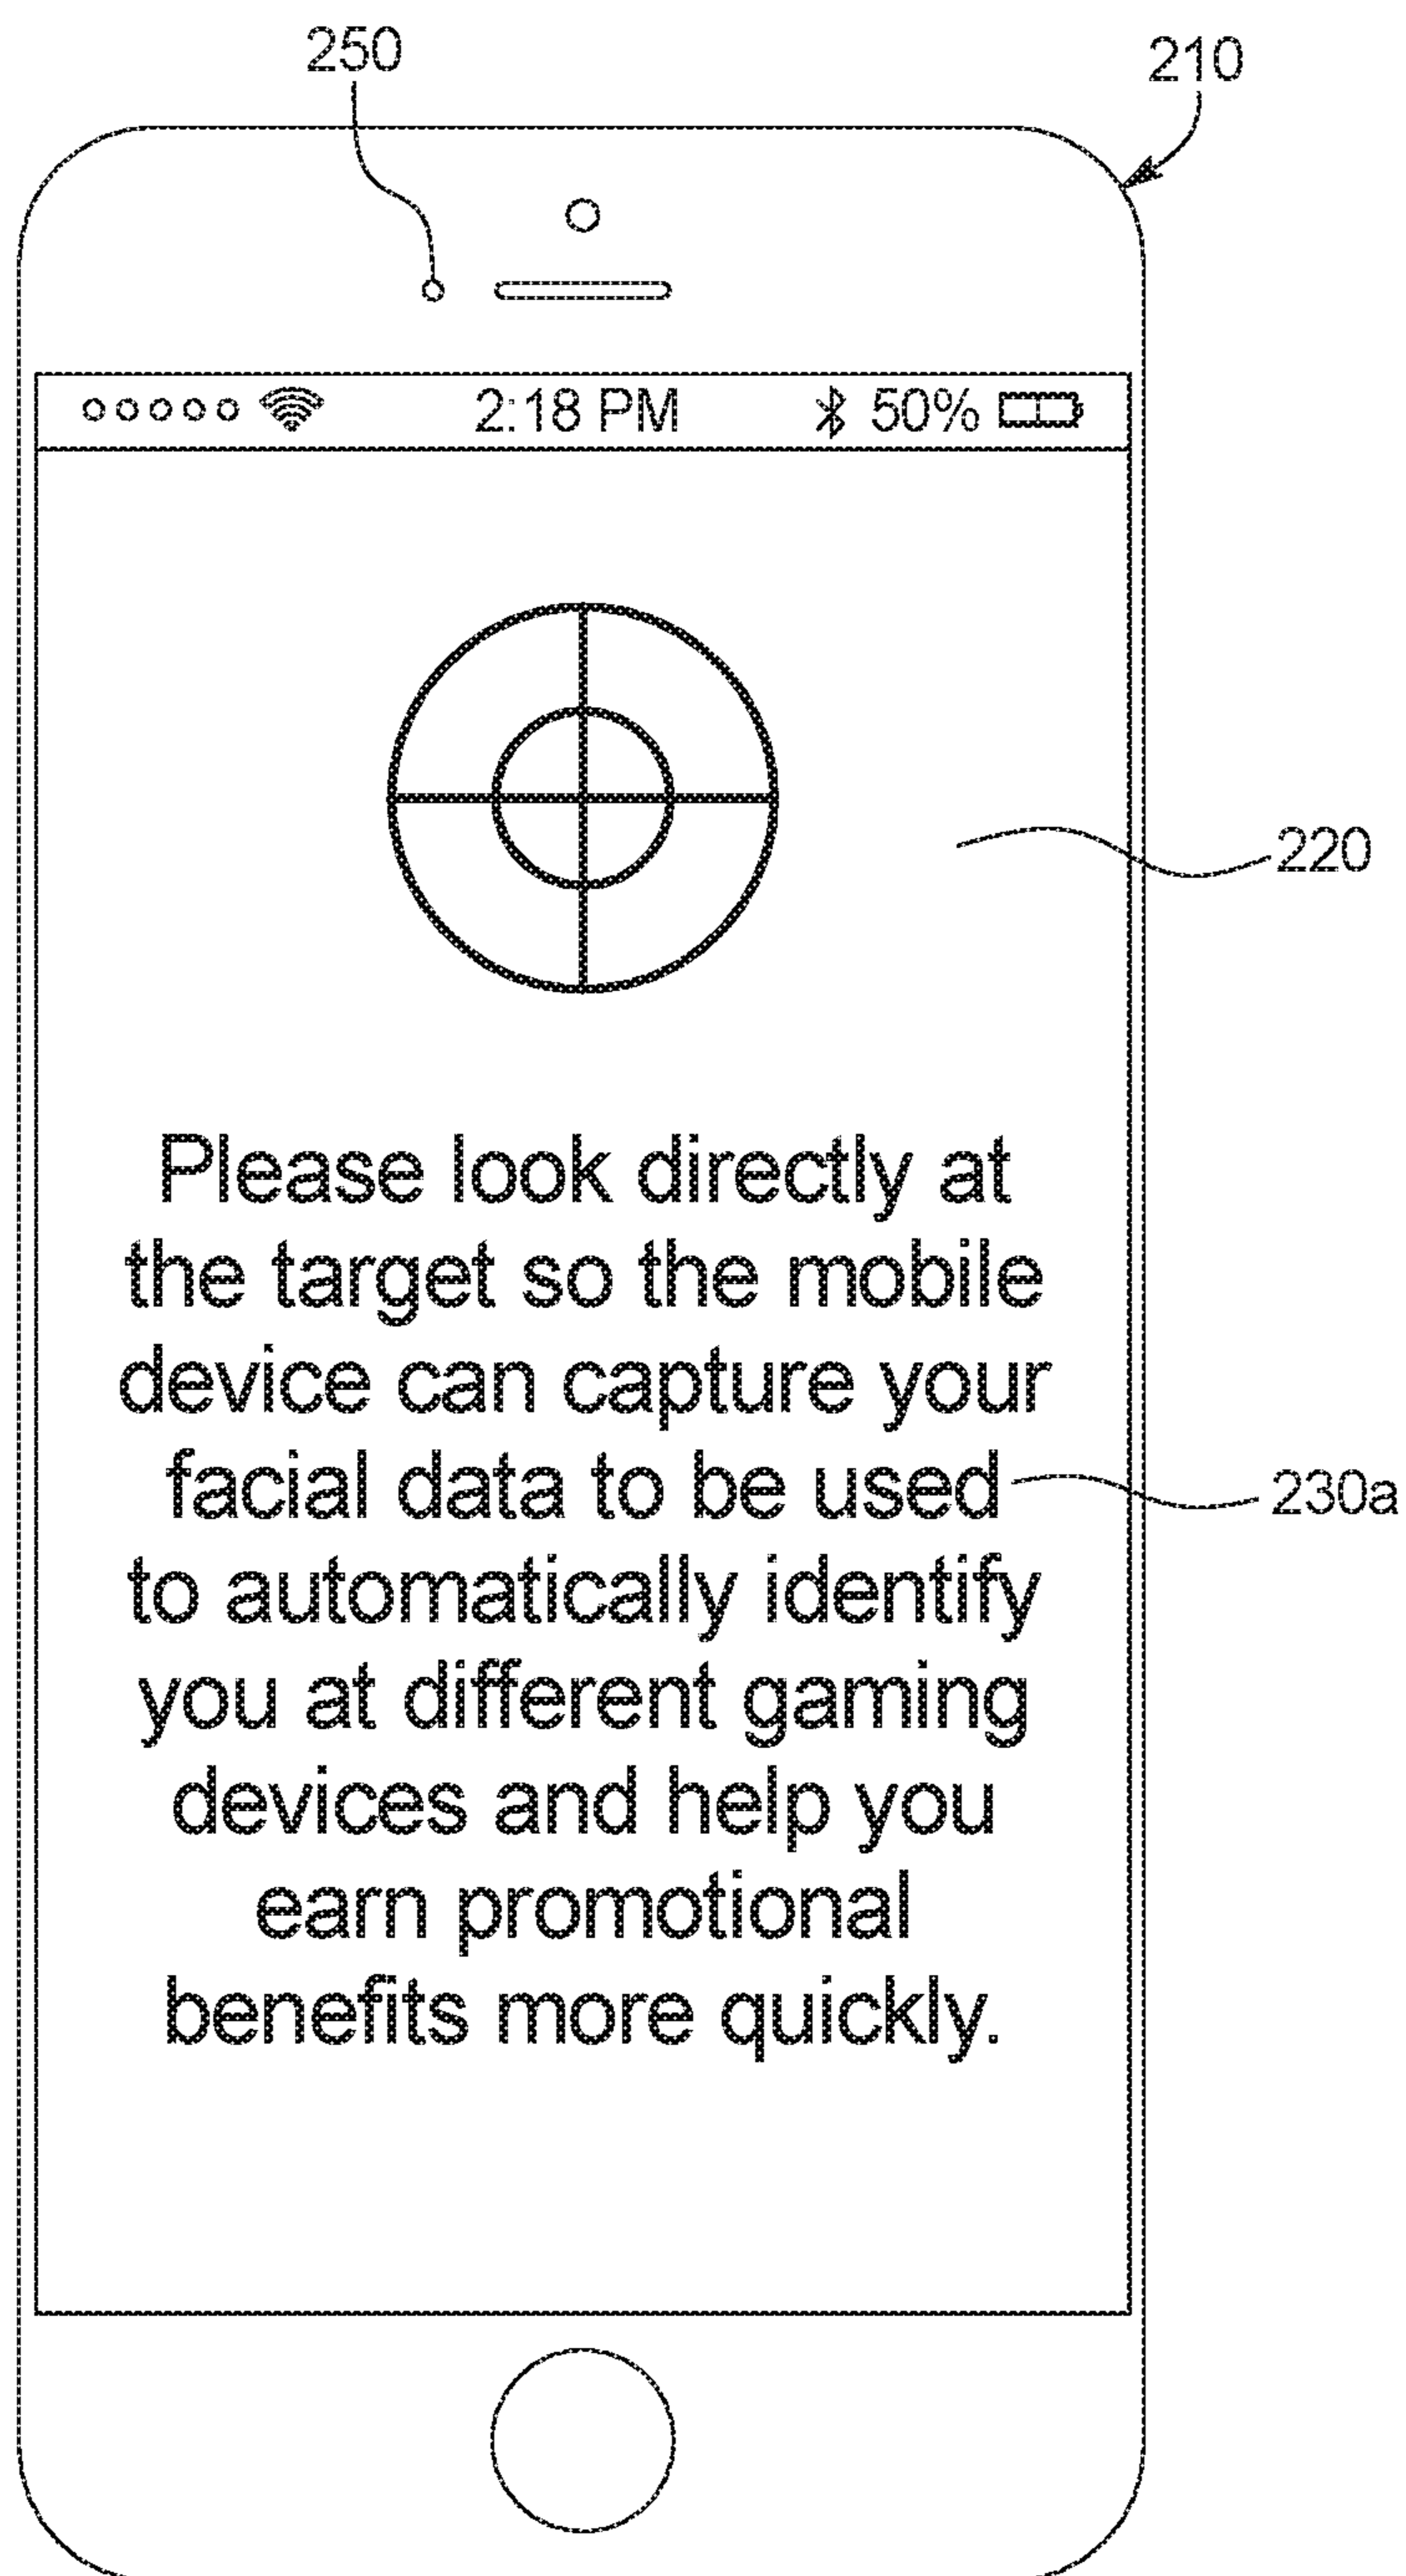 250
210
2:18 PM 50%
220
Please look directly at
the target so the mobile
device can capture your
facial data to be used
230a
to automatically identify
you at different gaming
devices and help you
earn promotional
benefits more quickly.